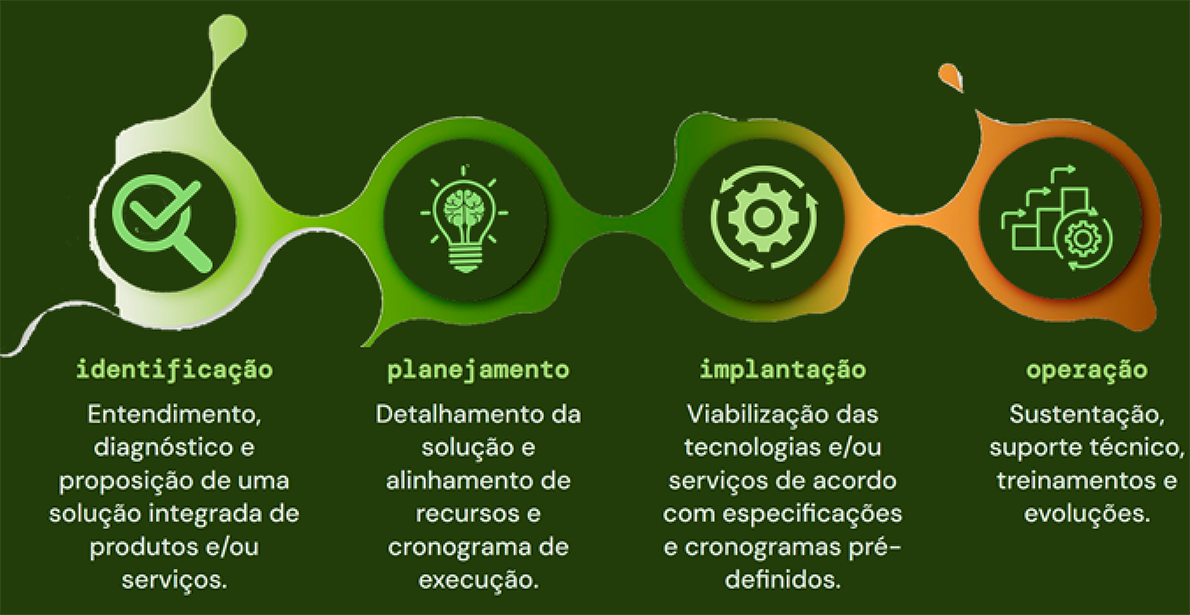 identificação
Entendimento,
diagnóstico e
proposição de uma
solução integrada de
produtos e/ou
serviços.
planejamento
Detalhamento da
solução e
alinhamento de
recursos e
cronograma de
execução.
implantação
Viabilização das
tecnologias e/ou
serviços de acordo
com especificações
e cronogramas pré-
definidos.
operação
Sustentação,
suporte técnico,
treinamentos e
evoluções.